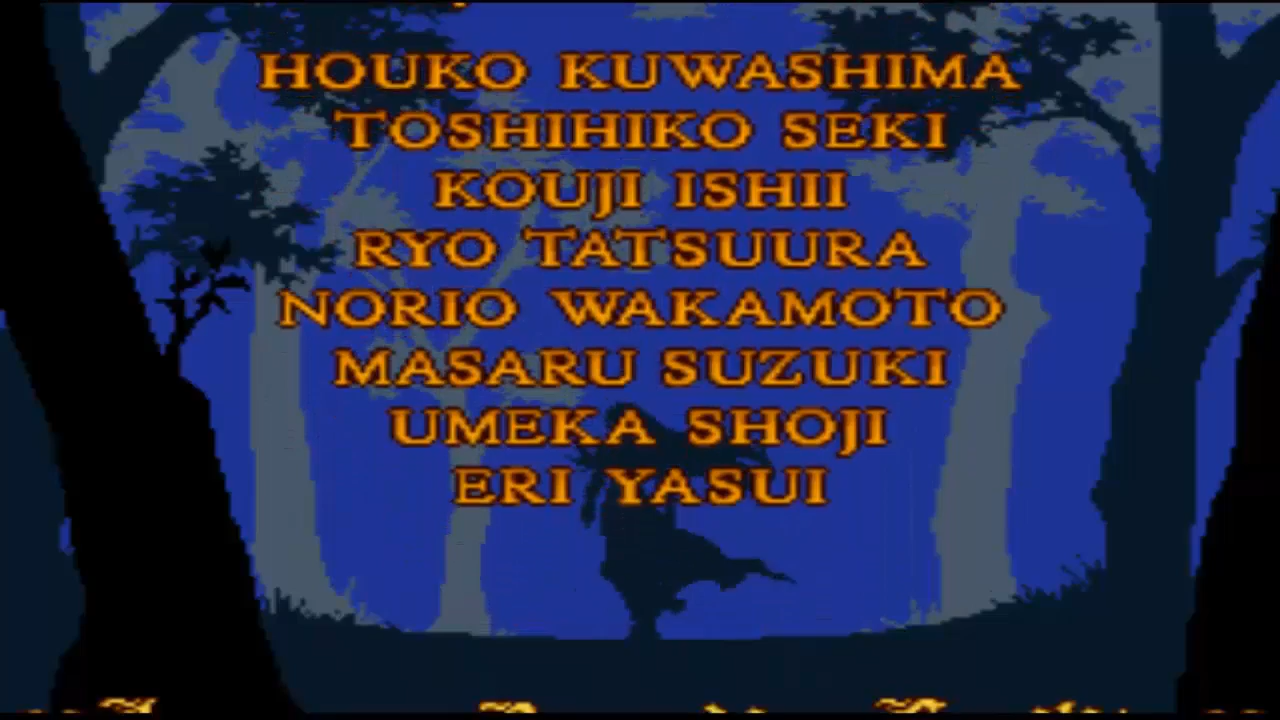 HOUKO KUWASHIMA
TOSHIHIKO SEKI
KOUJI ISHII
RYO TATSUURA
NORIO WAKAMOTO
MASARU SUZUKI
UMEKA SHOJI
ERI YASUI